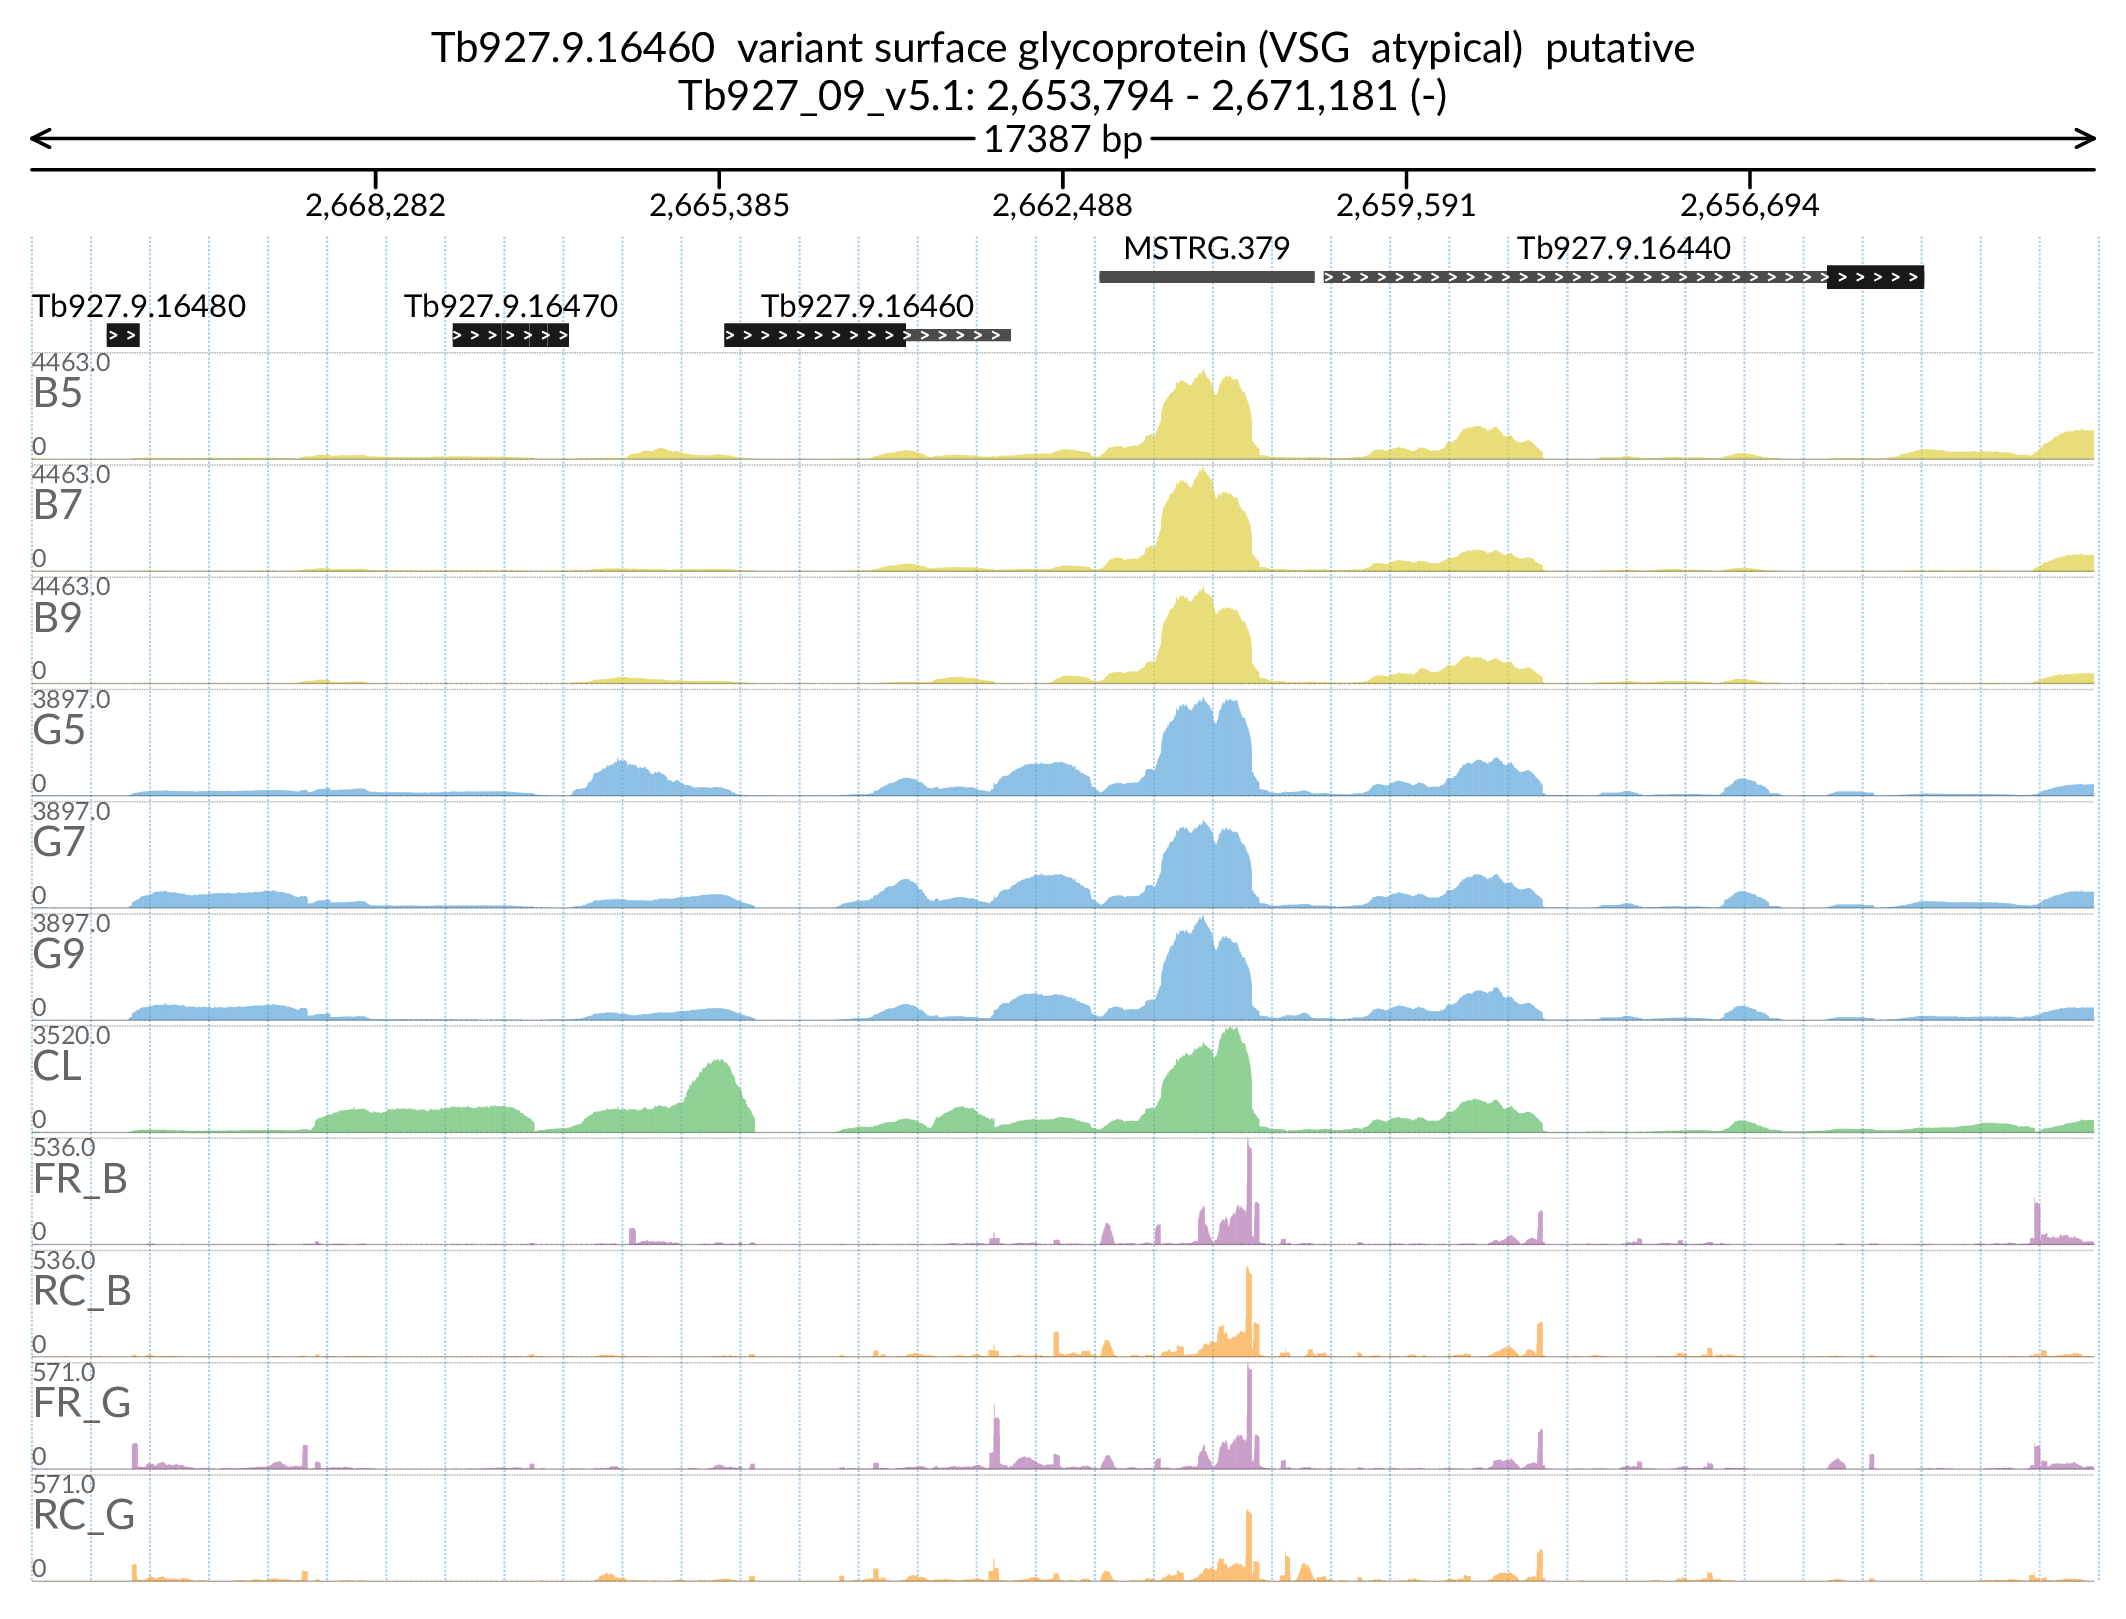 Tb927.9.16460  variant surface glycoprotein (VSG  atypical)  putative
Tb927_09_v5.1: 2,653,794 - 2,671,181 (-)
17387 bp
2,668,282 2,665,385 2,662,488 2,659,591 2,656,694
MSTRG.379 Tb927.9.16440
Tb927.9.16480 Tb927.9.16470 Tb927.9.16460
4463.0
B5
0
4463.0
B7
0
4463.0
B9
0
3897.0
G5
0
3897.0
G7
0
3897.0
G9
0
3520.0
CL
0
536.0
FR_B
0
536.0
RC_B
0
571.0
FR_G
0
571.0
RC_G
0